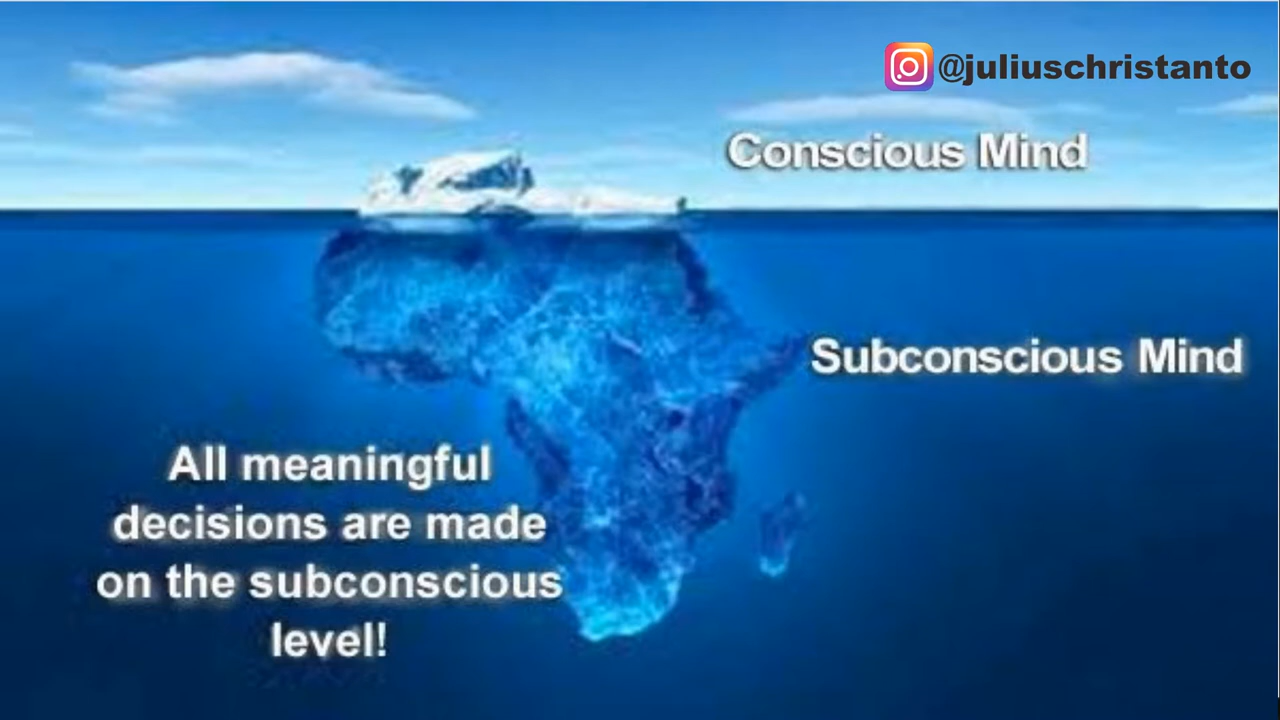 @juliuschristanto
Conscious Mind
Subconscious Mind
All meaningful
decisions are made
on the subconscious
level!